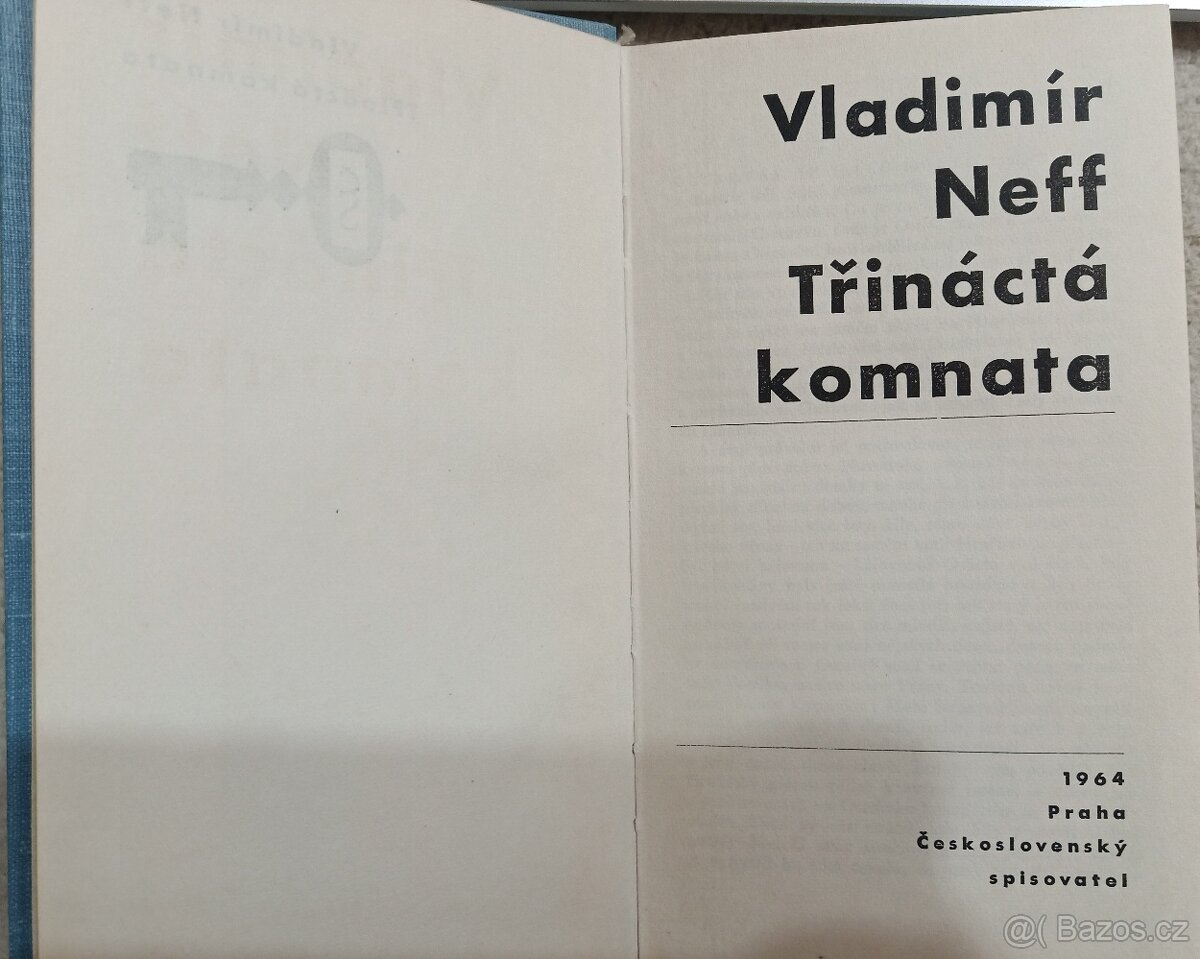 Vladimír
Neff
Třináctá
komnata
1964
Praha
Československý
spisovatel
@( Bazos.cz